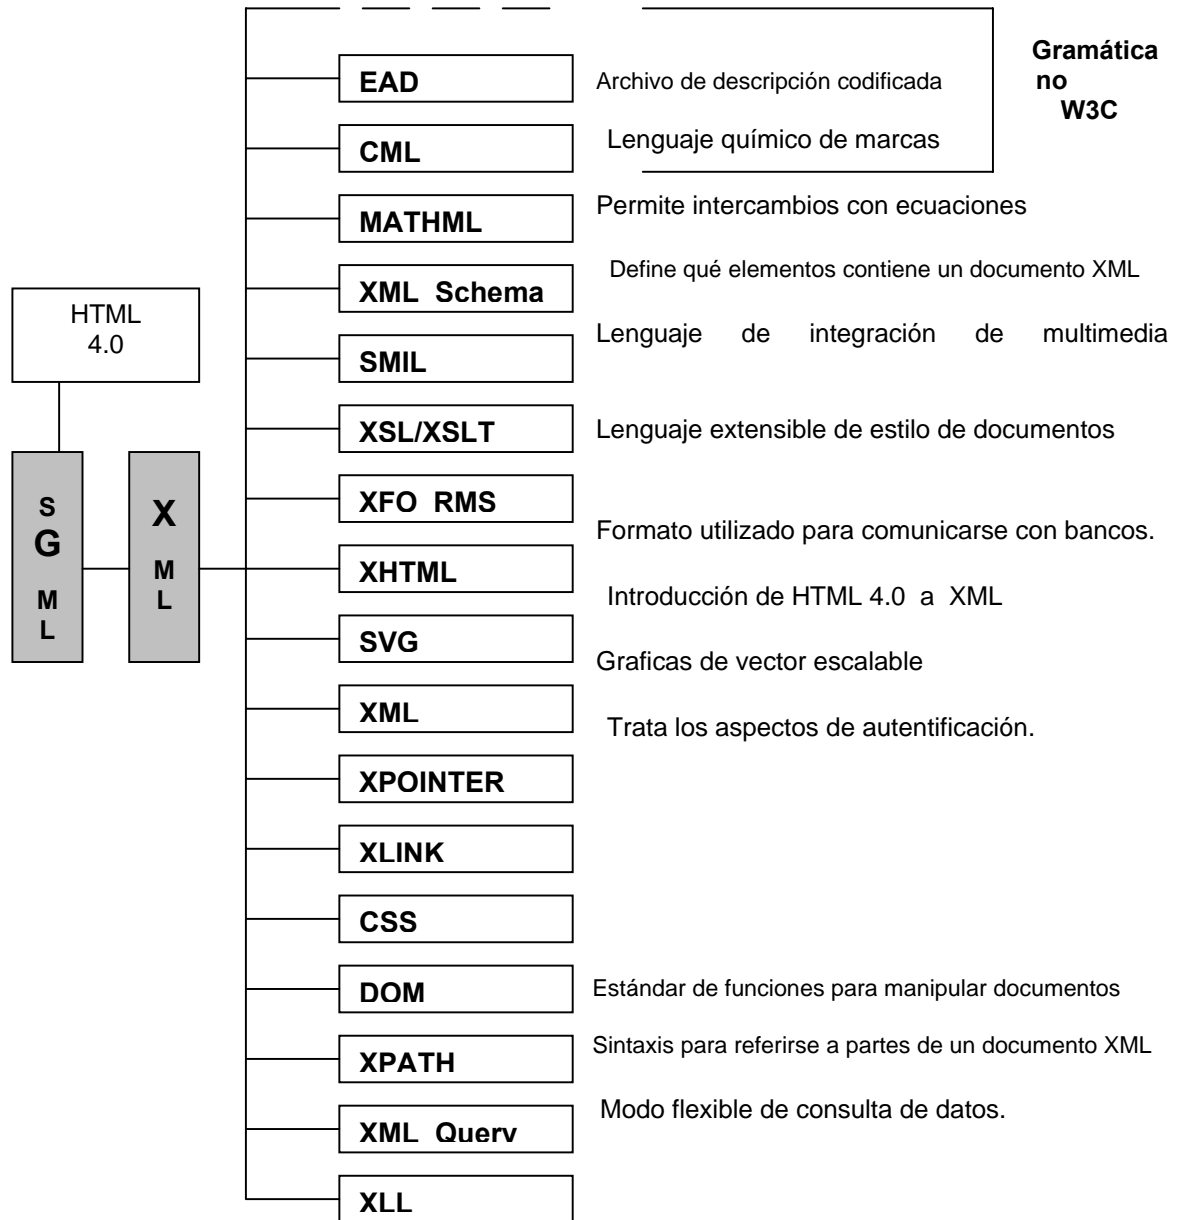 Gramática
no
W3C
EAD Archivo de descripción codificada
CML Lenguaje químico de marcas
MATHML Permite intercambios con ecuaciones
XML Schema Define qué elementos contiene un documento XML
HTML
4.0
SMIL Lenguaje de integración de multimedia
XSL/XSLT Lenguaje extensible de estilo de documentos
SGML
XML
XFO RMS Formato utilizado para comunicarse con bancos.
XHTML Introducción de HTML 4.0 a XML
SVG Graficas de vector escalable
XML Trata los aspectos de autentificación.
XPOINTER
XLINK
CSS
DOM Estándar de funciones para manipular documentos
XPATH Sintaxis para referirse a partes de un documento XML
XML Query Modo flexible de consulta de datos.
XLL